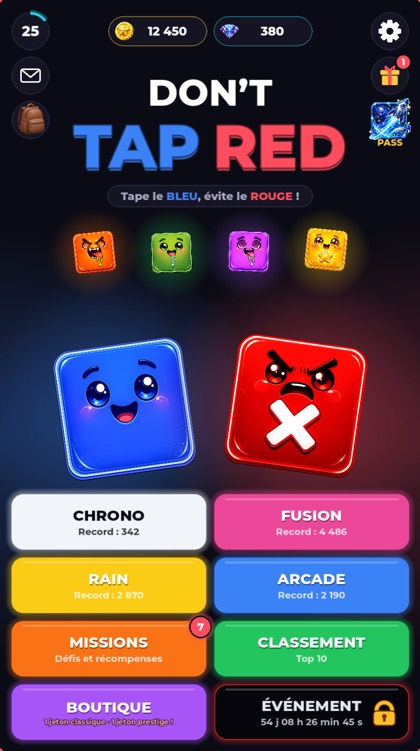 25
12 450
380
1
PASS
DON'T
TAP RED
Tape le BLEU, évite le ROUGE !
CHRONO
Record : 342
FUSION
Record : 4 486
RAIN
Record : 2 870
ARCADE
Record : 2 190
7
MISSIONS
Défis et récompenses
CLASSEMENT
Top 10
BOUTIQUE
1 jeton classique · 1 jeton prestige !
ÉVÉNEMENT
54 j 08 h 26 min 45 s